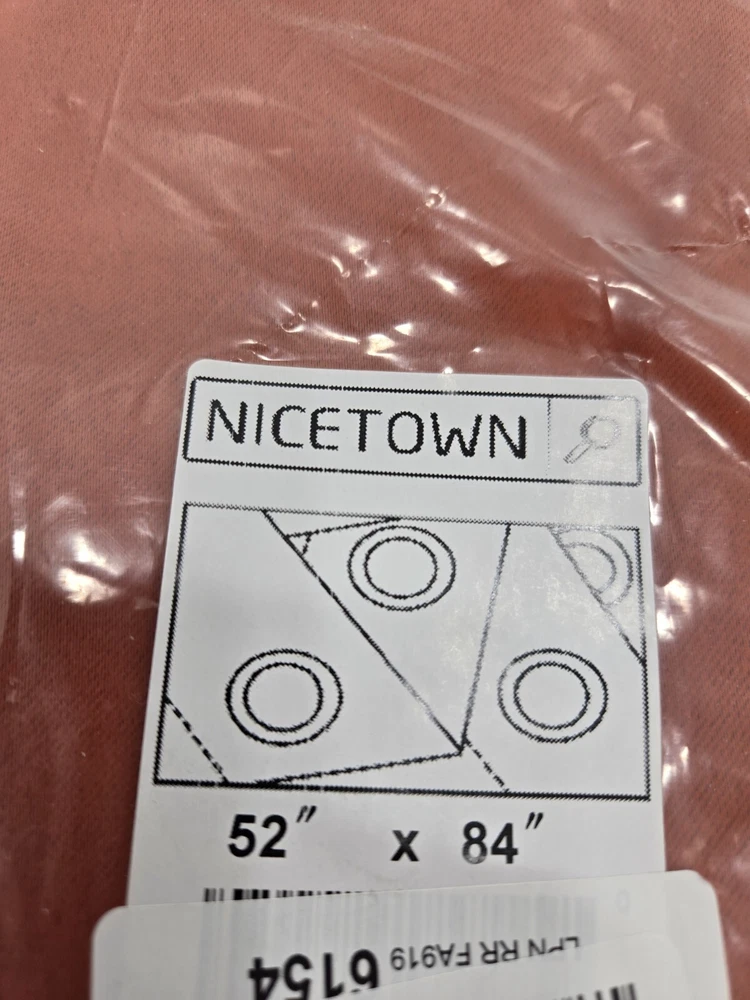 NICETOWN
52" x 84"
LPN RR FA919 6154